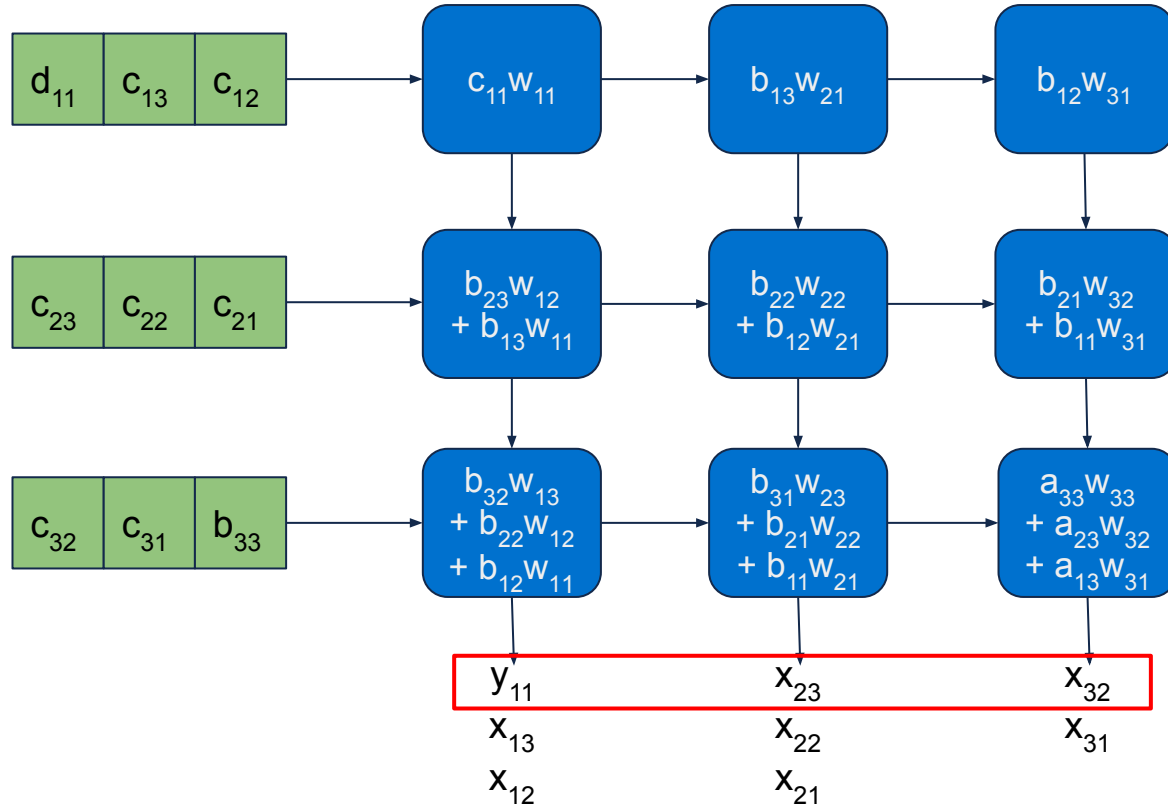 d₁₁ c₁₃ c₁₂ c₁₁w₁₁ b₁₃w₂₁ b₁₂w₃₁
c₂₃ c₂₂ c₂₁ b₂₃w₁₂ b₂₂w₂₂ b₂₁w₃₂
+ b₁₃w₁₁ + b₁₂w₂₁ + b₁₁w₃₁
c₃₂ c₃₁ b₃₃ b₃₂w₁₃ b₃₁w₂₃ a₃₃w₃₃
+ b₂₂w₁₂ + b₂₁w₂₂ + a₂₃w₃₂
+ b₁₂w₁₁ + b₁₁w₂₁ + a₁₃w₃₁
y₁₁ x₂₃ x₃₂
x₁₃ x₂₂ x₃₁
x₁₂ x₂₁